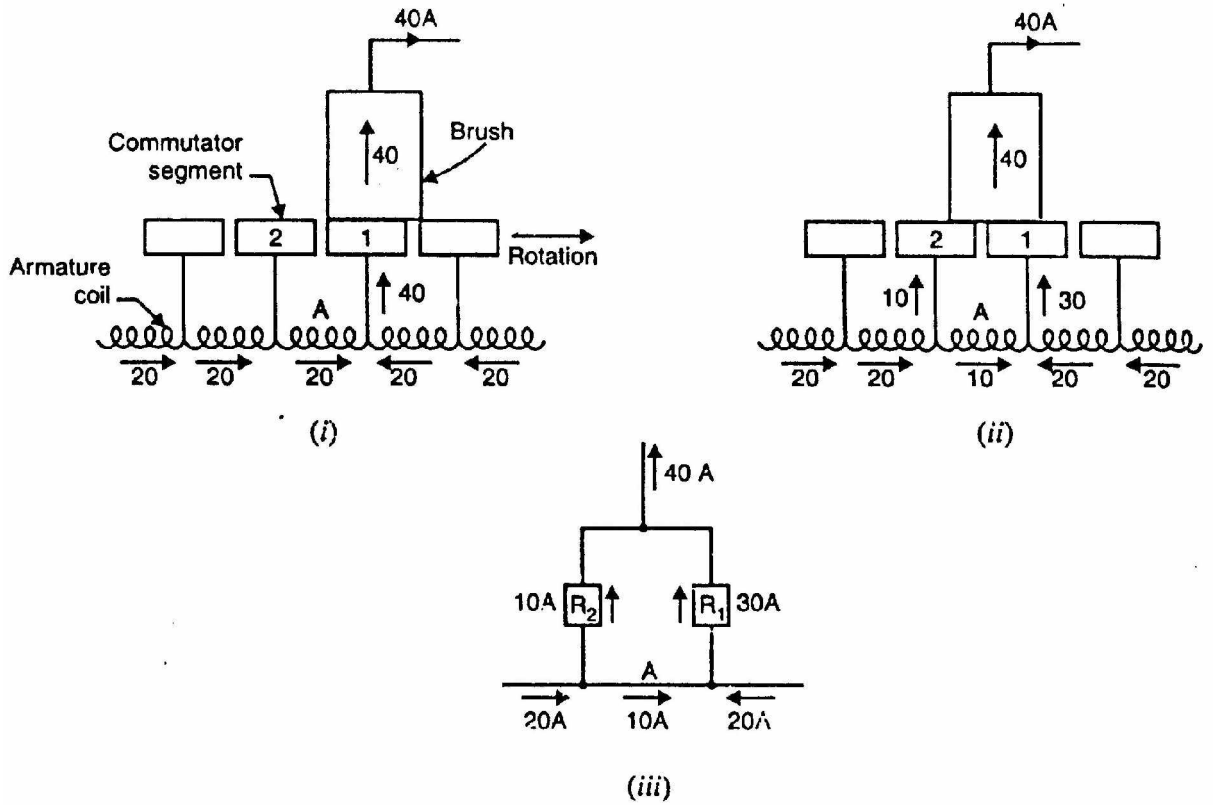 40A
40
Brush
Commutator
segment
2
1
Rotation
Armature
coil
A
40
20
20
20
20
20
(i)
40A
40
2
1
10
A
30
20
20
10
20
20
(ii)
40 A
10A
R2
R1
30A
A
20A
10A
20A
(iii)